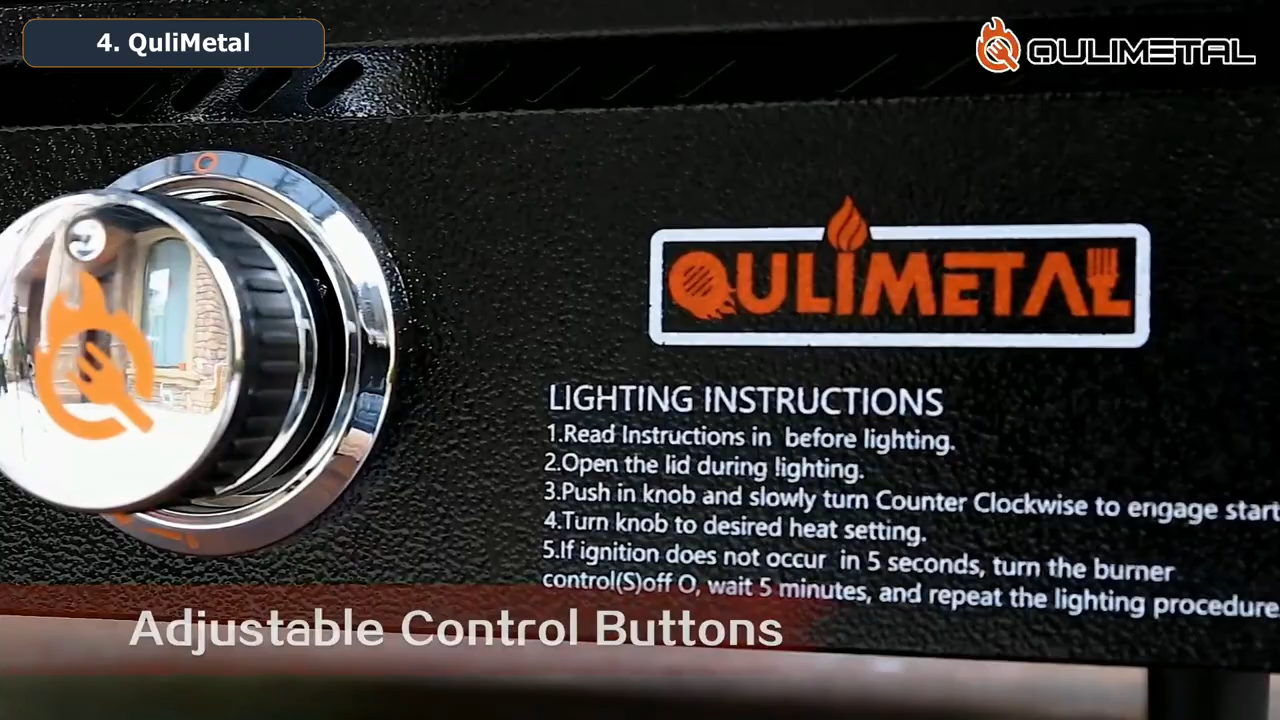 4. QuliMetal
QULIMETAL
QULIMETAL
LIGHTING INSTRUCTIONS
1.Read Instructions in before lighting.
2.Open the lid during lighting.
3.Push in knob and slowly turn Counter Clockwise to engage start
4.Turn knob to desired heat setting.
5.If ignition does not occur in 5 seconds, turn the burner
control(S)off O, wait 5 minutes, and repeat the lighting procedure
Adjustable Control Buttons